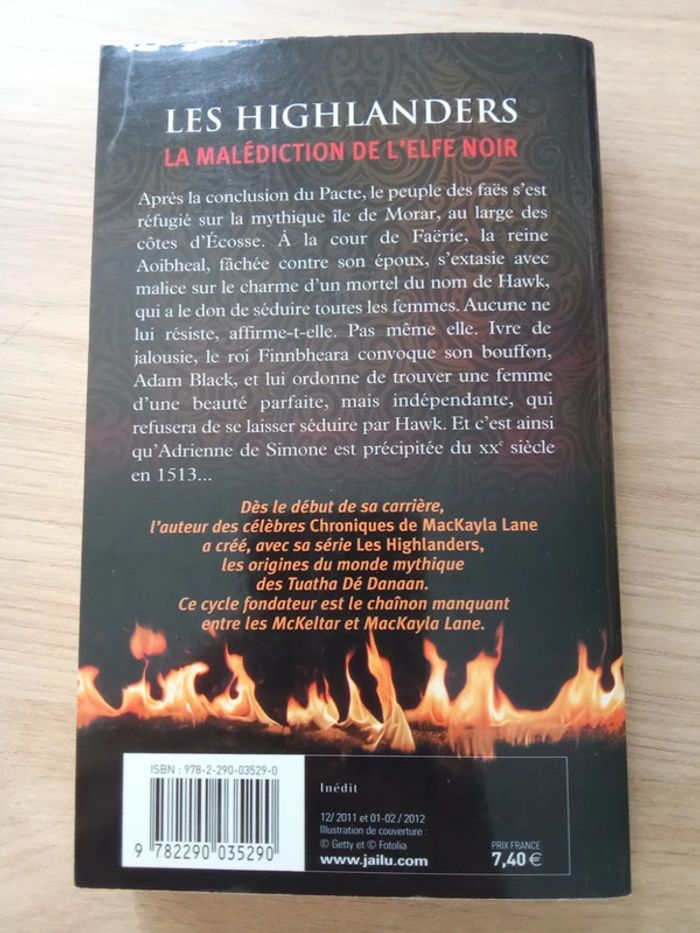 LES HIGHLANDERS
LA MALÉDICTION DE L'ELFE NOIR
Après la conclusion du Pacte, le peuple des faës s'est
réfugié sur la mythique île de Morar, au large des
côtes d'Écosse. À la cour de Faërie, la reine
Aoibheal, fâchée contre son époux, s'extasie avec
malice sur le charme d'un mortel du nom de Hawk,
qui a le don de séduire toutes les femmes. Aucune ne
lui résiste, affirme-t-elle. Pas même elle. Ivre de
jalousie, le roi Finnbheara convoque son bouffon,
Adam Black, et lui ordonne de trouver une femme
d'une beauté parfaite, mais indépendante, qui
refusera de se laisser séduire par Hawk. Et c'est ainsi
qu'Adrienne de Simone est précipitée du XXe siècle
en 1513...
Dès le début de sa carrière,
l'auteur des célèbres Chroniques de MacKayla Lane
a créé, avec sa série Les Highlanders,
les origines du monde mythique
des Tuatha Dé Danaan.
Ce cycle fondateur est le chaînon manquant
entre les McKeltar et MacKayla Lane.
ISBN : 978-2-290-03529-0
9 782290 035290
Inédit
12/ 2011 et 01-02 / 2012
Illustration de couverture :
© Getty et © Fotolia
www.jailu.com
PRIX FRANCE
7,40 €